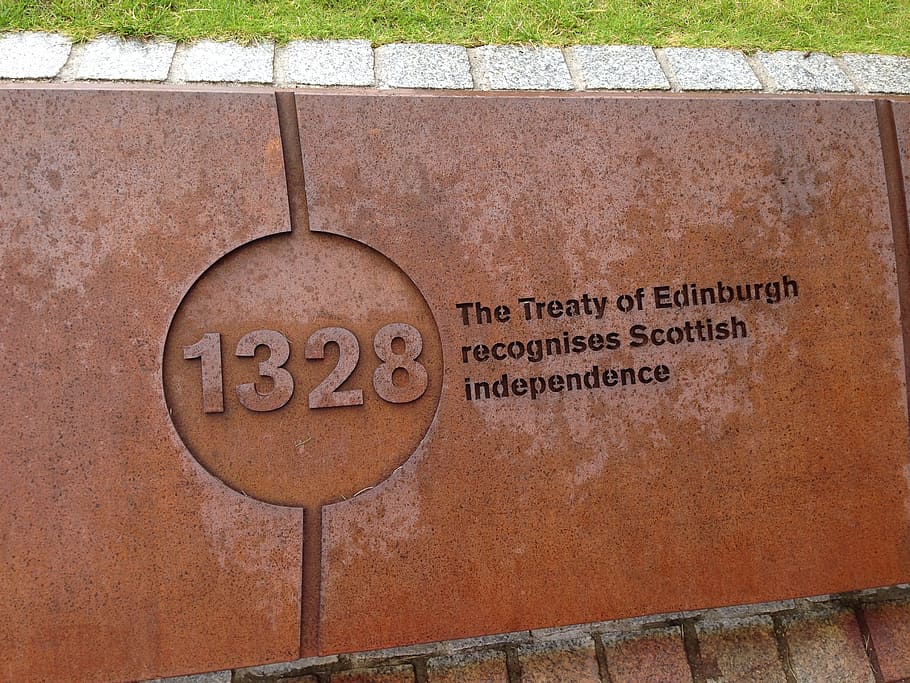 1328
The Treaty of Edinburgh
recognises Scottish
independence